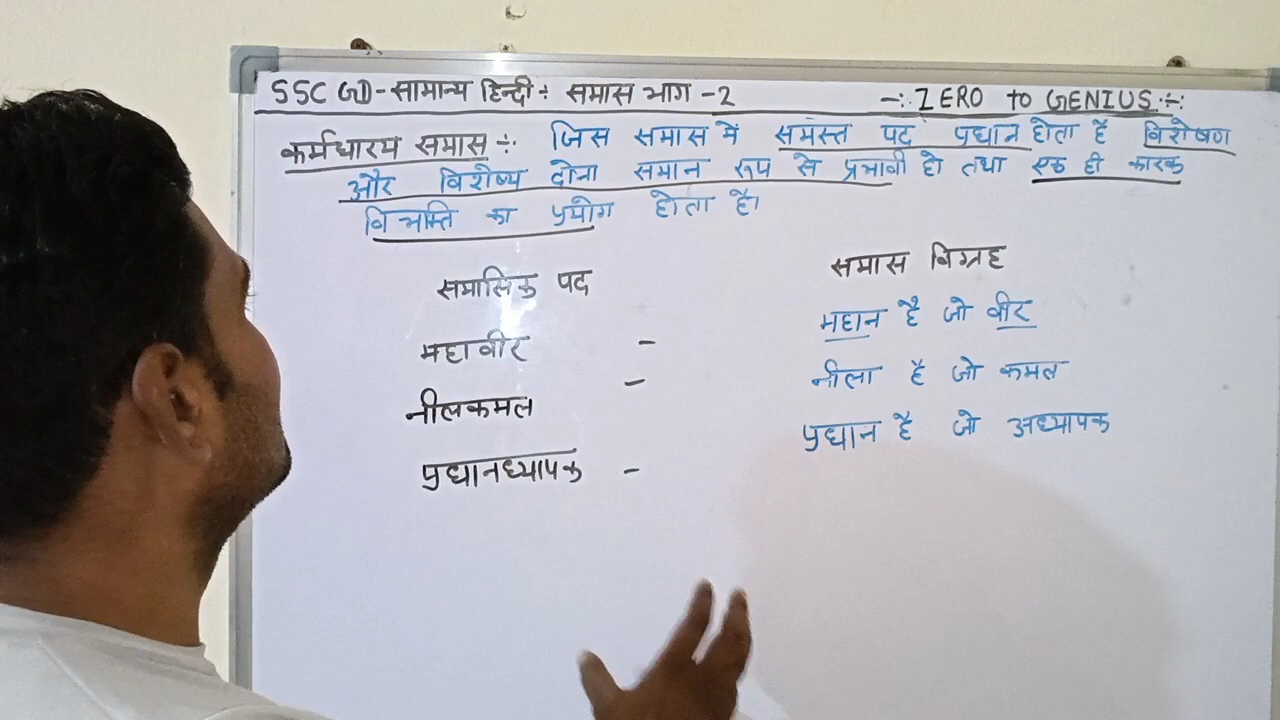 SSC GD-सामान्य हिन्दी÷ समास भाग -2 -:ZERO to GENIUS:-
कर्मधारय समास÷ जिस समास में समस्त पद प्रधान होता है विशेषण
और विशेष्य दोनो समान रूप से प्रभावी हो तथा एक ही कारक
विभक्ति का प्रयोग होता है।
समासिक पद समास विग्रह
महावीर - महान है जो वीर
नीलकमल - नीला है जो कमल
प्रधानध्यापक - प्रधान है जो अध्यापक